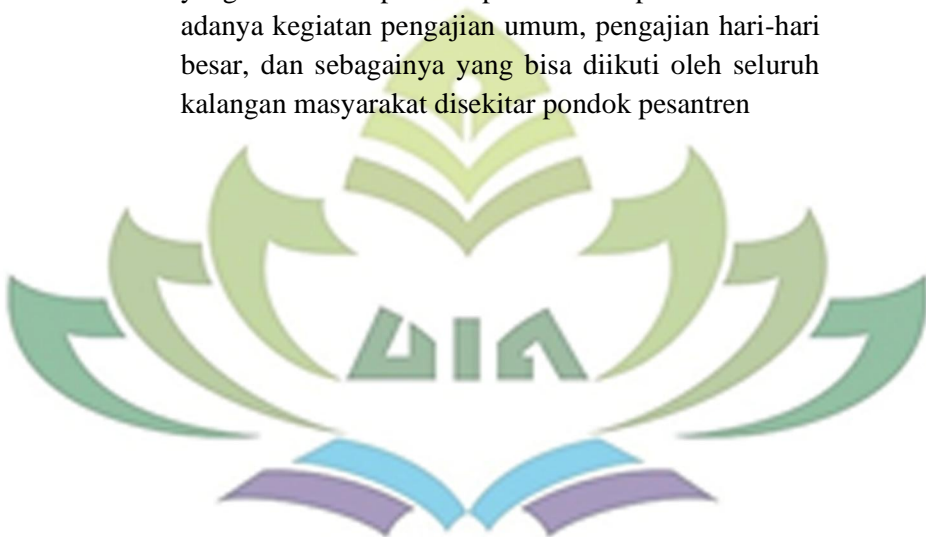 adanya kegiatan pengajian umum, pengajian hari-hari
besar, dan sebagainya yang bisa diikuti oleh seluruh
kalangan masyarakat disekitar pondok pesantren
UIN